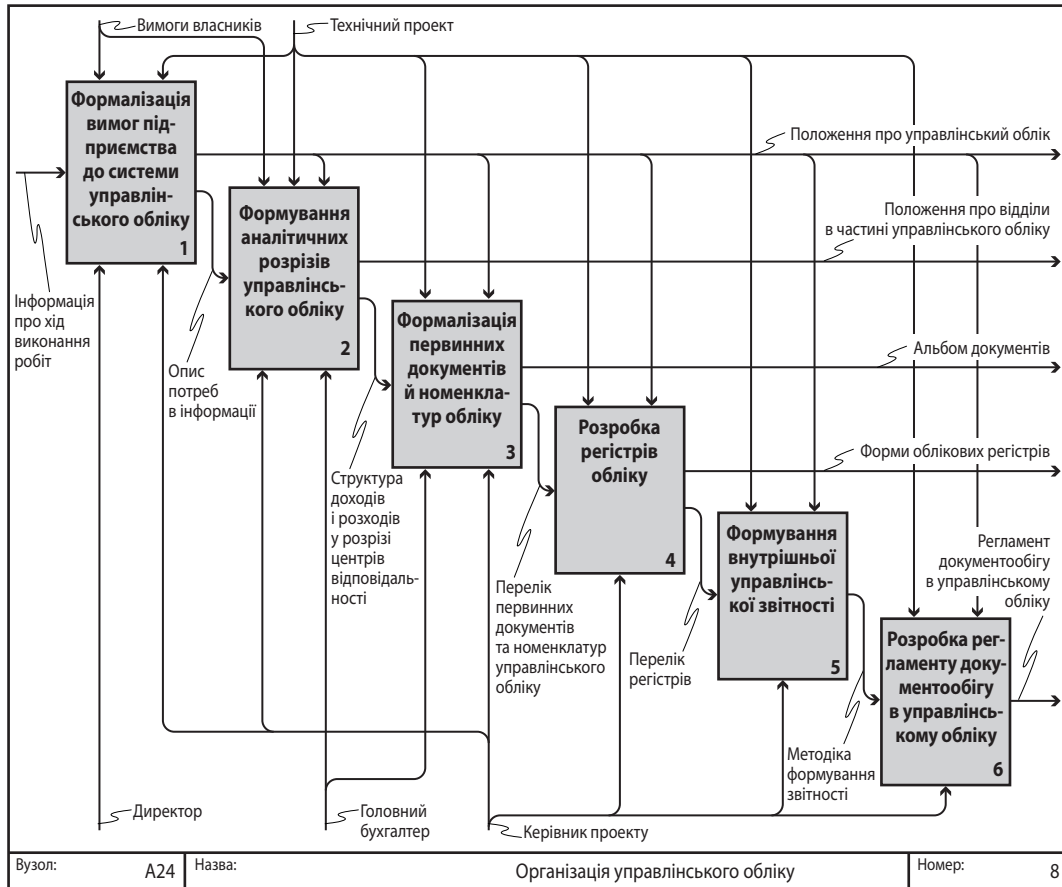 Вимоги власників
Технічний проект
Формалізація
вимог під-
приємства
до системи
управлін-
ського обліку
1
Положення про управлінський облік
Формування
аналітичних
розрізів
управлінсь-
кого обліку
2
Положення про відділи
в частині управлінського обліку
Інформація
про хід
виконання
робіт
Опис
потреб
в інформації
Формалізація
первинних
документів
й номенкла-
тур обліку
3
Альбом документів
Структура
доходів
і розходів
у розрізі
центрів
відповідаль-
ності
Розробка
регістрів
обліку
4
Форми облікових регістрів
Перелік
первинних
документів
та номенклатур
управлінського
обліку
Формування
внутрішньої
управлінсь-
кої звітності
5
Регламент
документообігу
в управлінському
обліку
Перелік
регістрів
Розробка рег-
ламенту доку-
ментообігу
в управлінсь-
кому обліку
6
Методіка
формування
звітності
Директор
Головний
бухгалтер
Керівник проекту
Вузол: А24
Назва: Організація управлінського обліку
Номер: 8